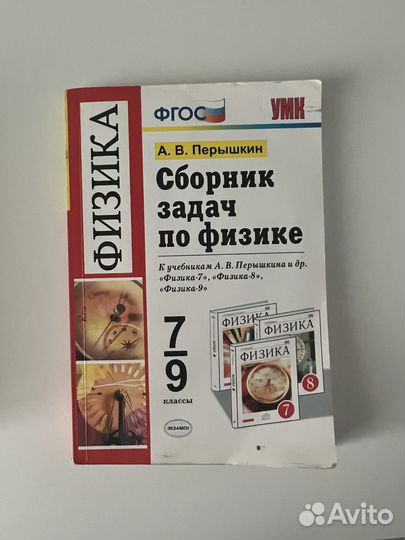 ФГОС
УМК
А. В. Перышкин
ФИЗИКА
Сборник
задач
по физике
К учебникам А. В. Перышкина и др.
«Физика-7», «Физика-8»,
«Физика-9»
7
9
классы
ФИЗИКА
ФИЗИКА
8
ФИЗИКА
7
ЭКЗАМЕН
Avito